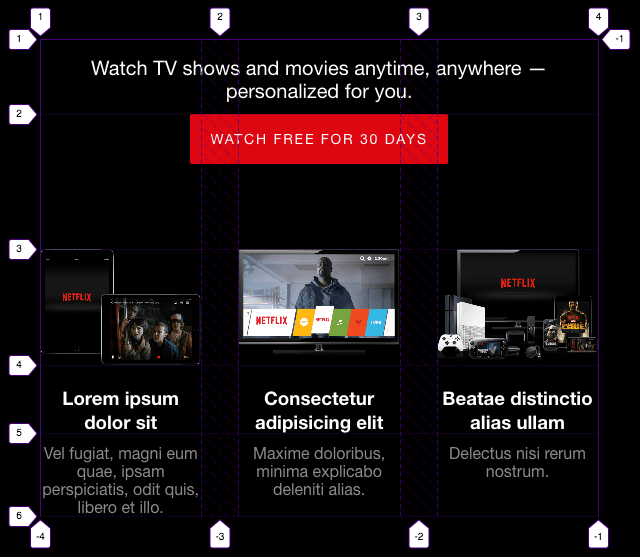 1
2
3
4
1
-1
Watch TV shows and movies anytime, anywhere —
personalized for you.
2
WATCH FREE FOR 30 DAYS
3
NETFLIX
NETFLIX
NETFLIX
NETFLIX
4
Lorem ipsum
dolor sit
Consectetur
adipisicing elit
Beatae distinctio
alias ullam
5
Vel fugiat, magni eum
quae, ipsam
perspiciatis, odit quis,
libero et illo.
Maxime doloribus,
minima explicabo
deleniti alias.
Delectus nisi rerum
nostrum.
6
-4
-3
-2
-1